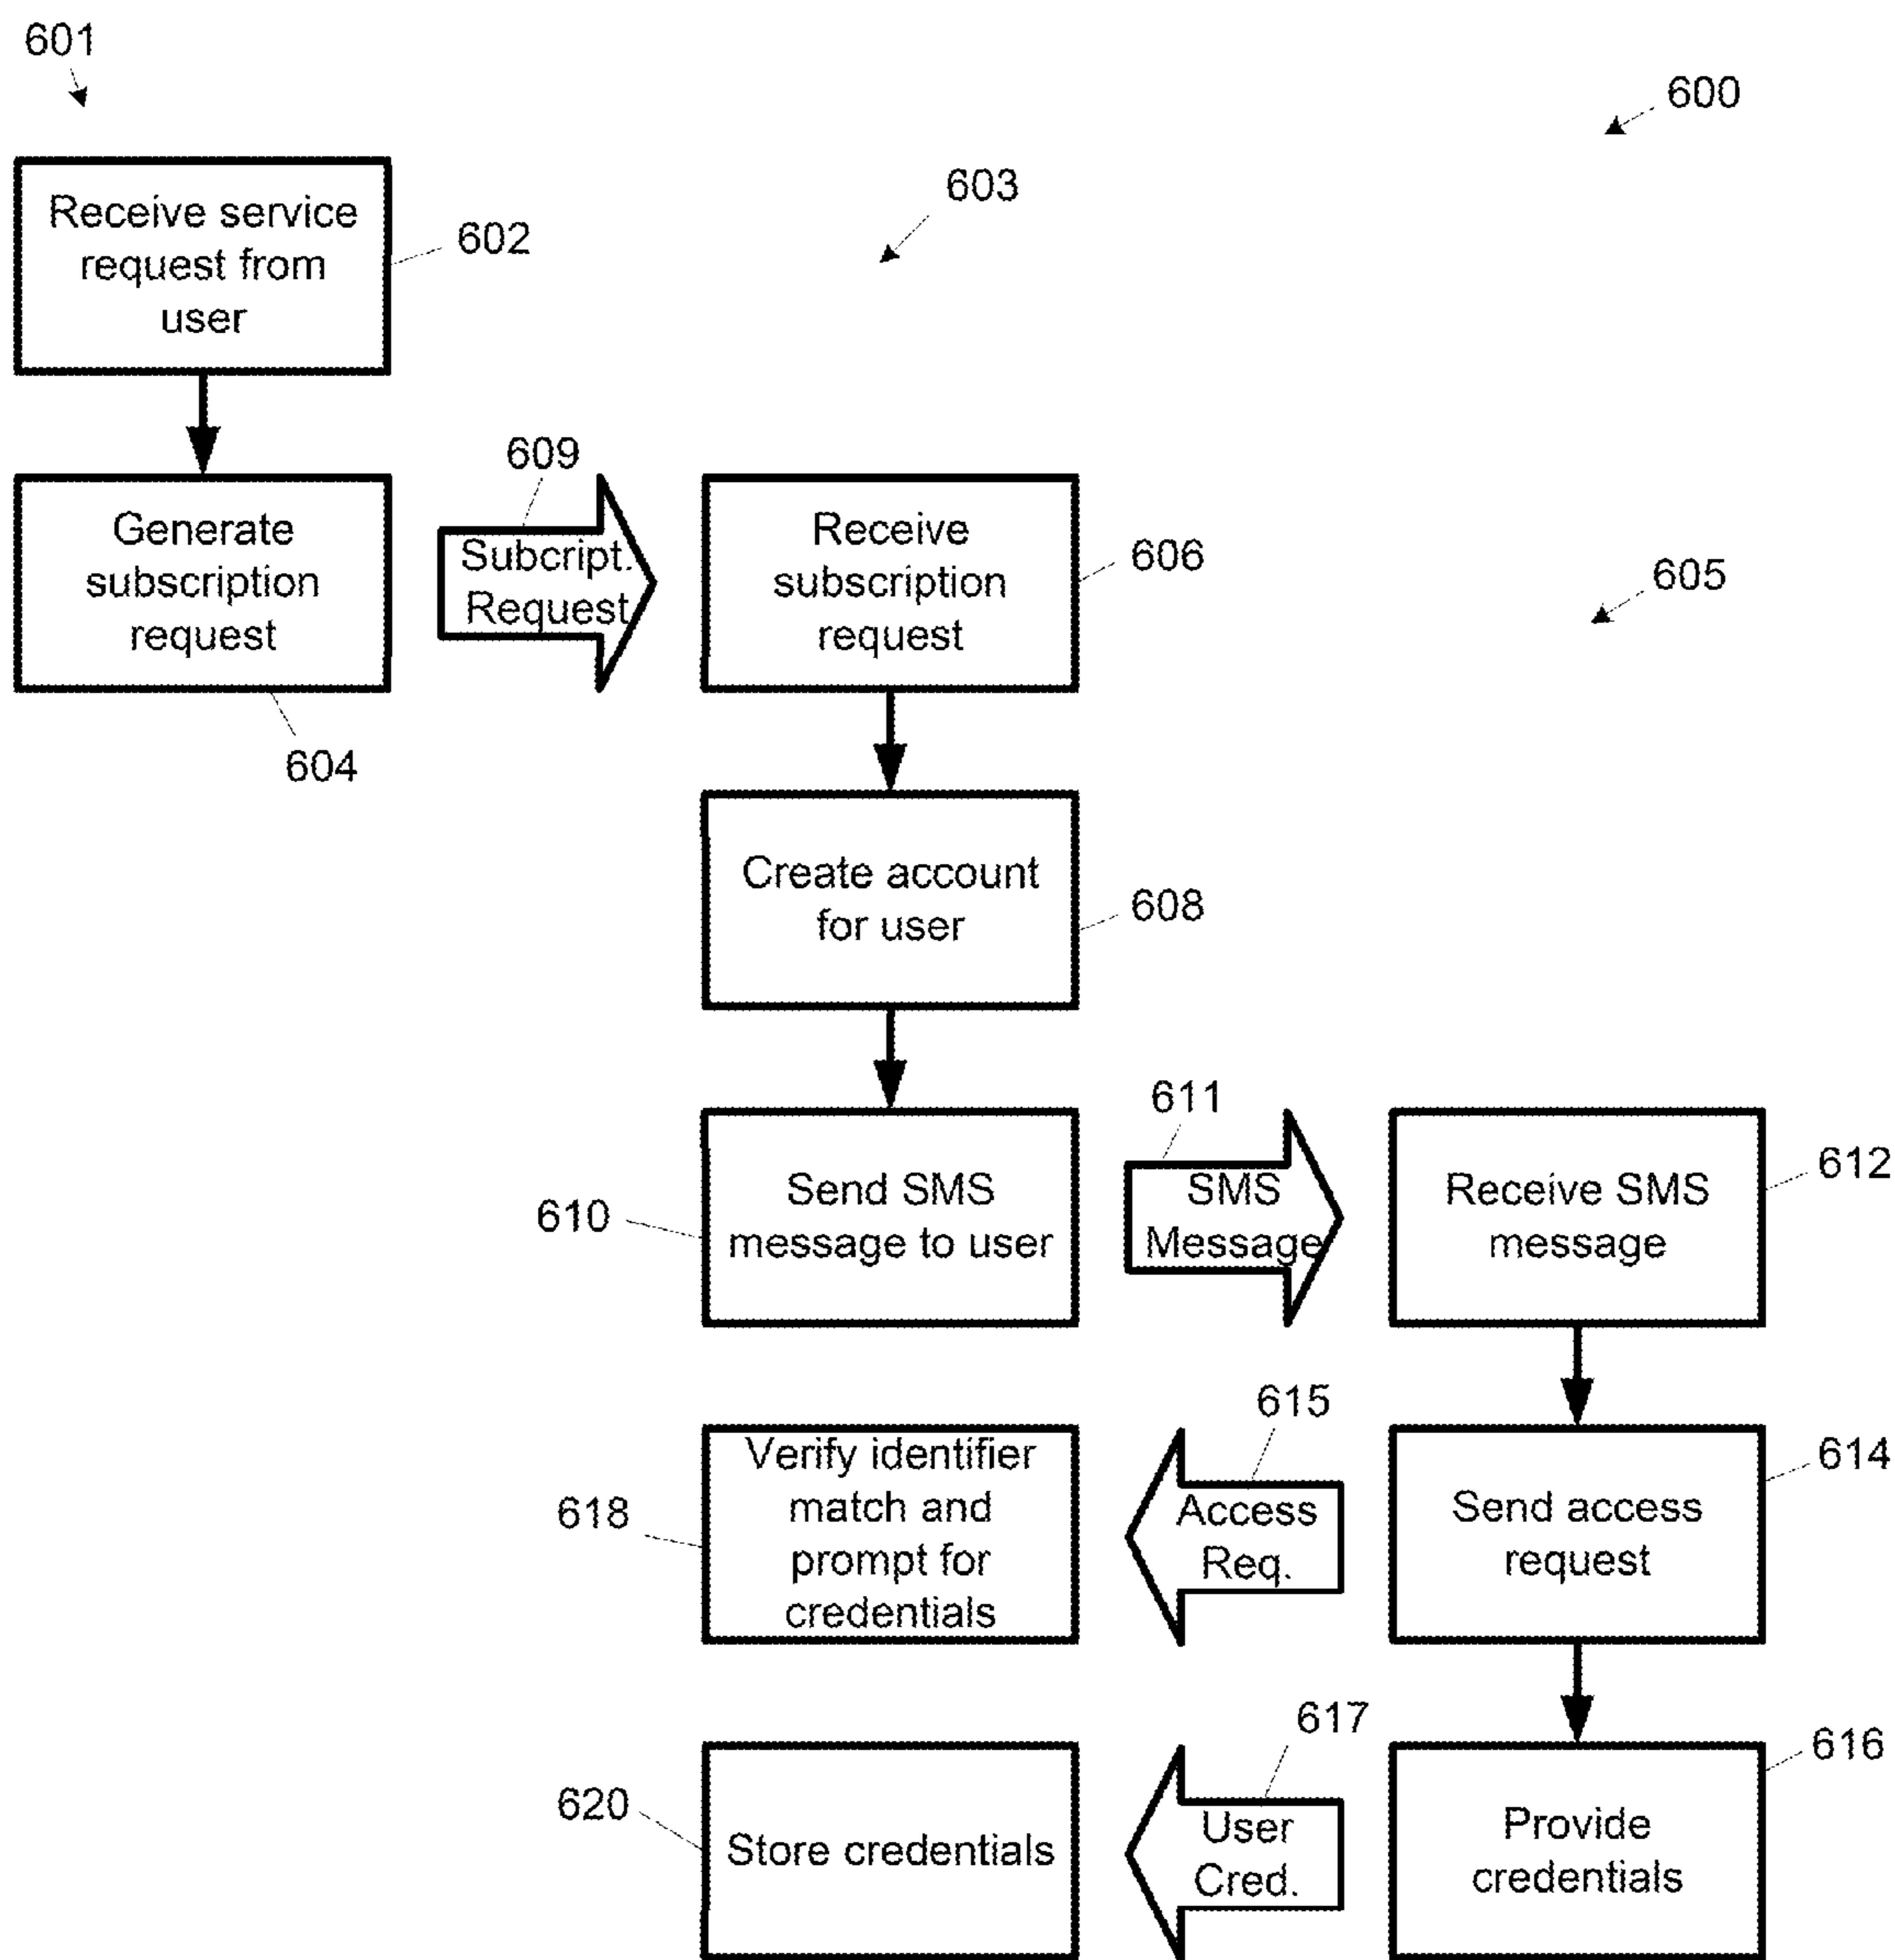 601
600
603
Receive service
request from
user
602
609
Generate
subscription
request
604
Subcript.
Request
Receive
subscription
request
606
605
Create account
for user
608
611
Send SMS
message to user
610
SMS
Message
Receive SMS
message
612
615
Verify identifier
match and
prompt for
credentials
618
Access
Req.
Send access
request
614
617
Store credentials
620
User
Cred.
Provide
credentials
616